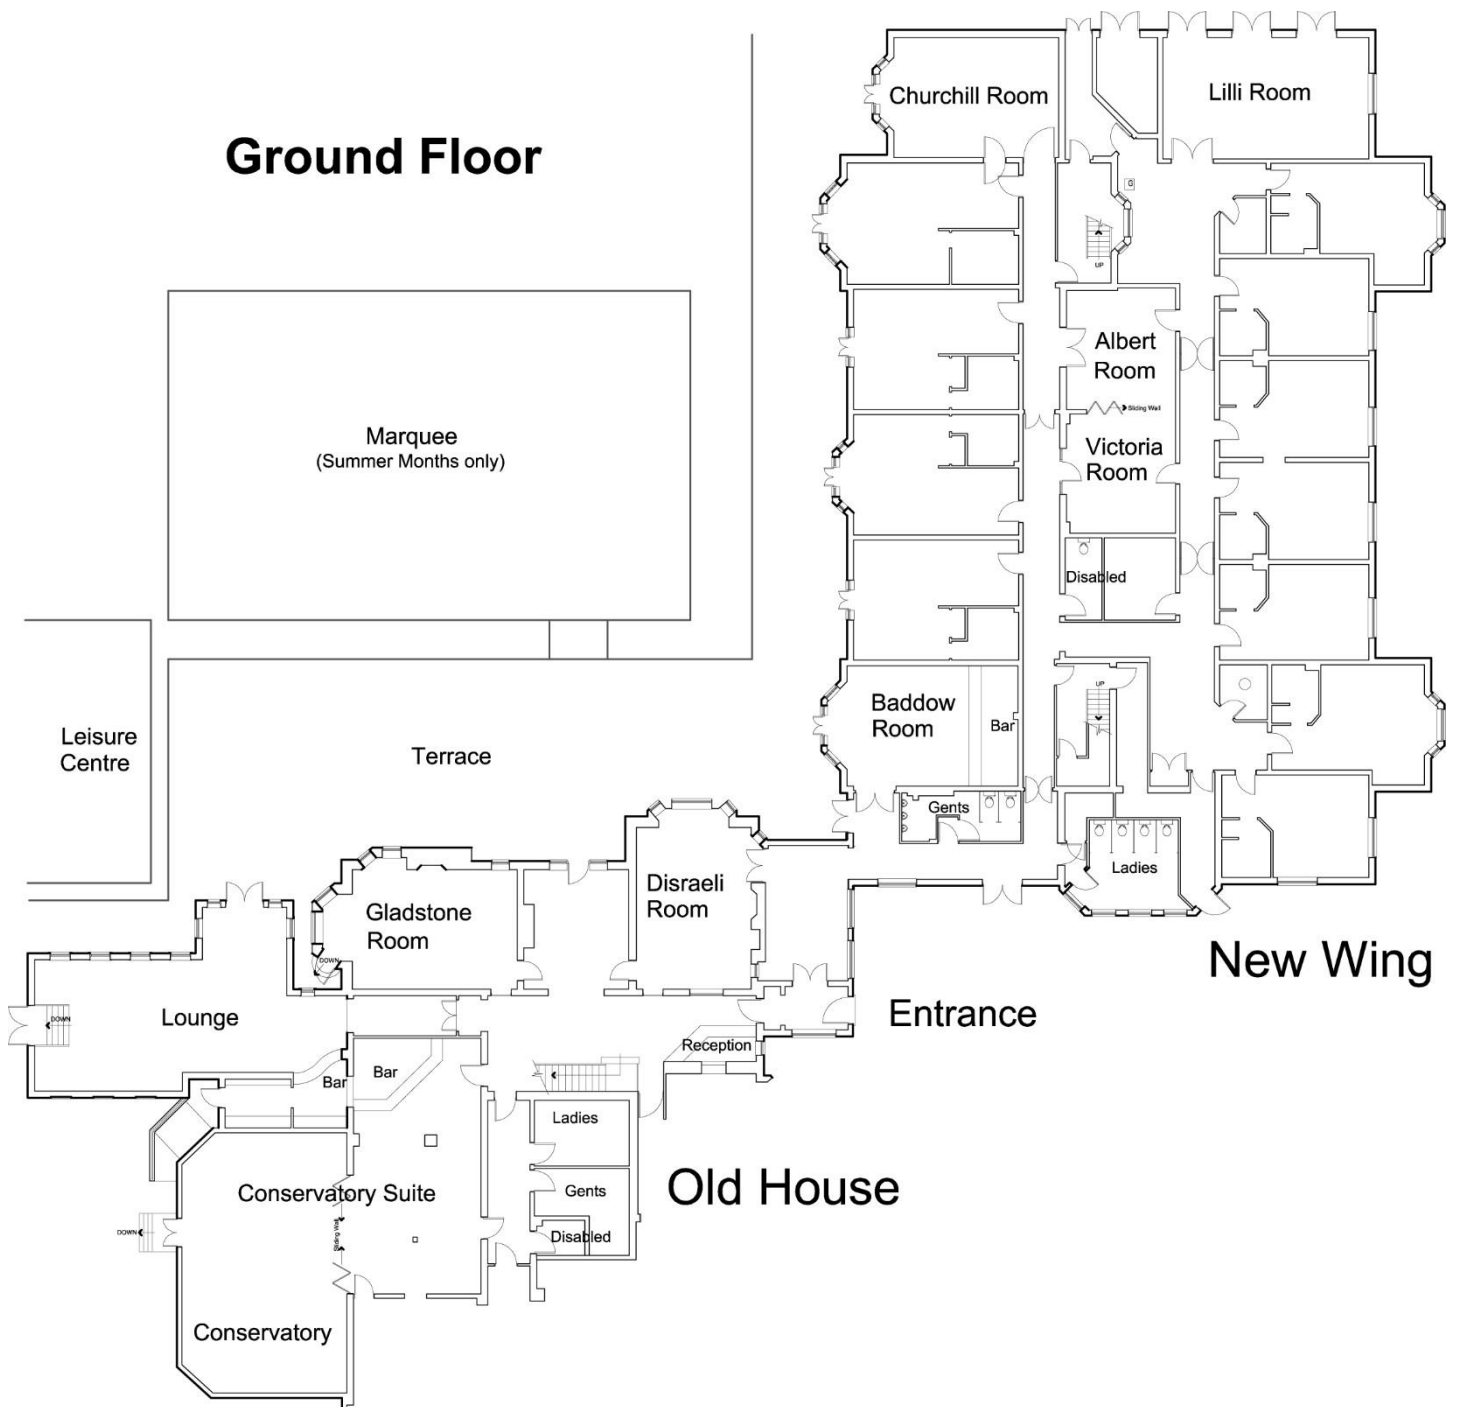 Churchill Room
Lilli Room
Ground Floor
UP
Albert
Room
Sliding Wall
Marquee
(Summer Months only)
Victoria
Room
Disabled
UP
Baddow
Room
Bar
Leisure
Centre
Terrace
Gents
Ladies
Disraeli
Room
Gladstone
Room
DOWN
New Wing
Lounge
DOWN
Entrance
Reception
Bar
Bar
Ladies
Old House
Conservatory Suite
Gents
Sliding Wall
DOWN
Disabled
Conservatory